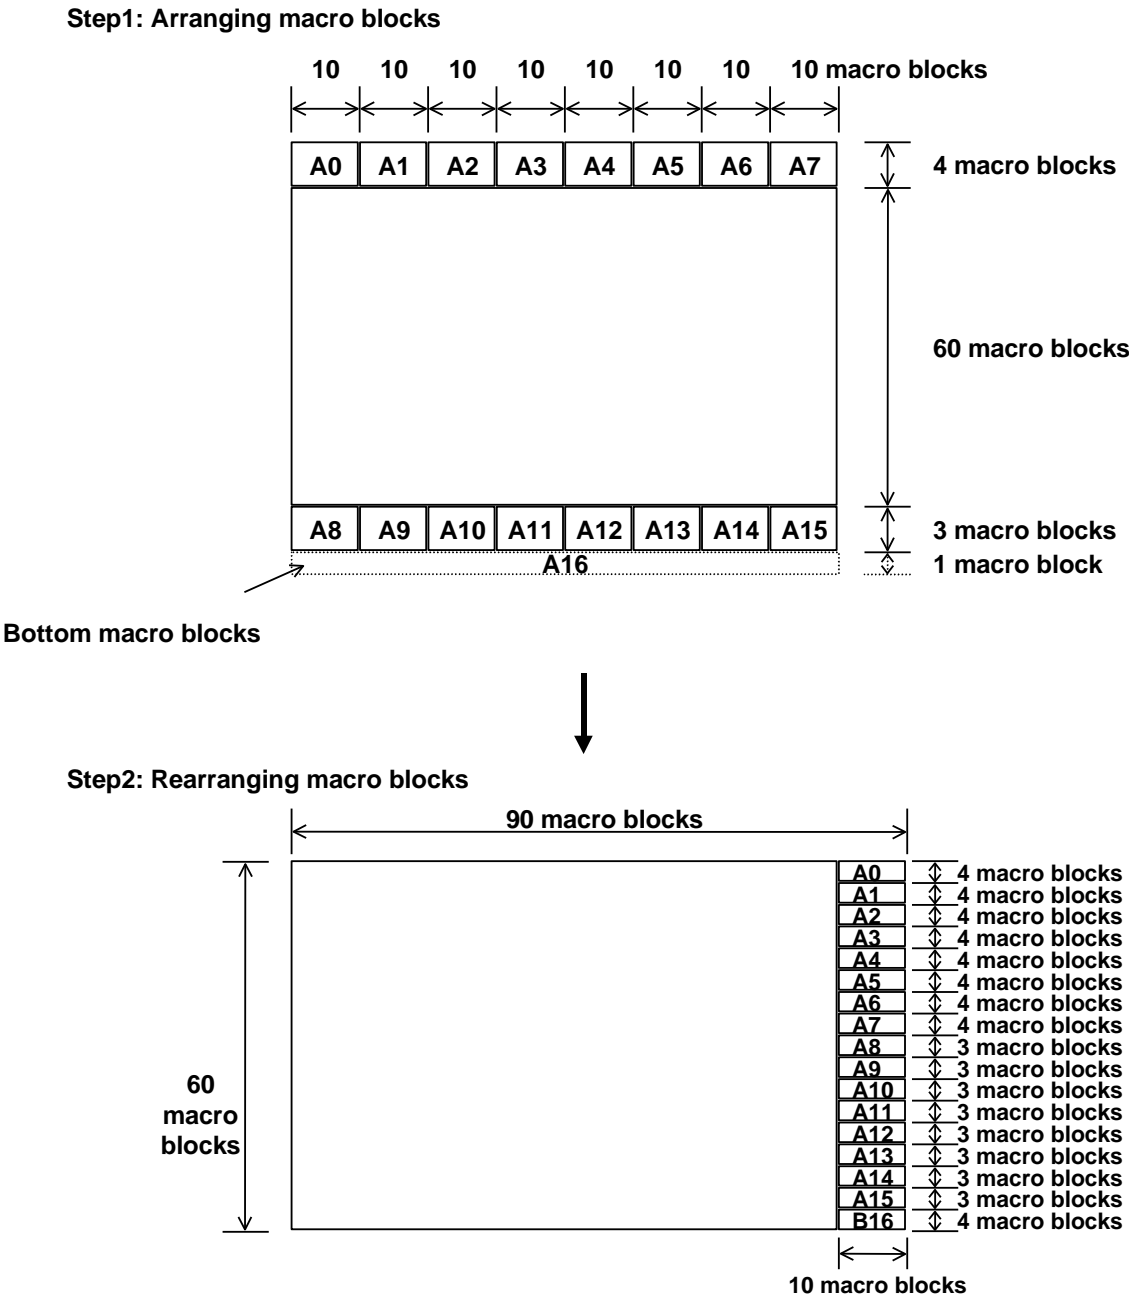 Step1: Arranging macro blocks
10 10 10 10 10 10 10 10 macro blocks
A0 A1 A2 A3 A4 A5 A6 A7 4 macro blocks
60 macro blocks
A8 A9 A10 A11 A12 A13 A14 A15 3 macro blocks
A16 1 macro block
Bottom macro blocks
Step2: Rearranging macro blocks
90 macro blocks
A0 4 macro blocks
A1 4 macro blocks
A2 4 macro blocks
A3 4 macro blocks
A4 4 macro blocks
A5 4 macro blocks
A6 4 macro blocks
A7 4 macro blocks
A8 3 macro blocks
A9 3 macro blocks
A10 3 macro blocks
A11 3 macro blocks
A12 3 macro blocks
A13 3 macro blocks
A14 3 macro blocks
A15 3 macro blocks
B16 4 macro blocks
60
macro
blocks
10 macro blocks